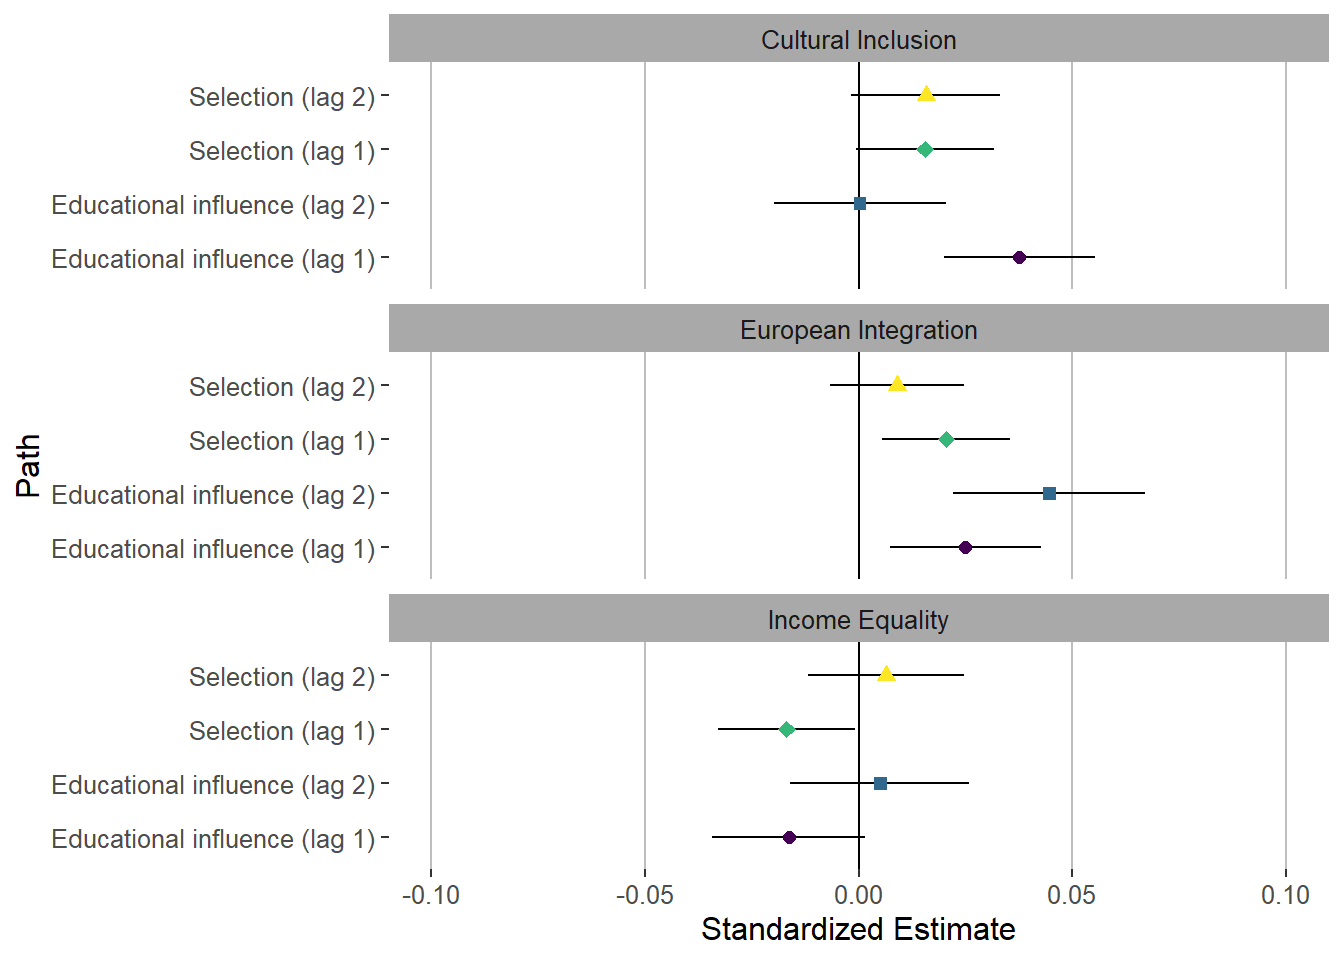 Cultural Inclusion
Selection (lag 2)
Selection (lag 1)
Educational influence (lag 2)
Educational influence (lag 1)
European Integration
Selection (lag 2)
Selection (lag 1)
Educational influence (lag 2)
Educational influence (lag 1)
Path
Income Equality
Selection (lag 2)
Selection (lag 1)
Educational influence (lag 2)
Educational influence (lag 1)
-0.10 -0.05 0.00 0.05 0.10
Standardized Estimate